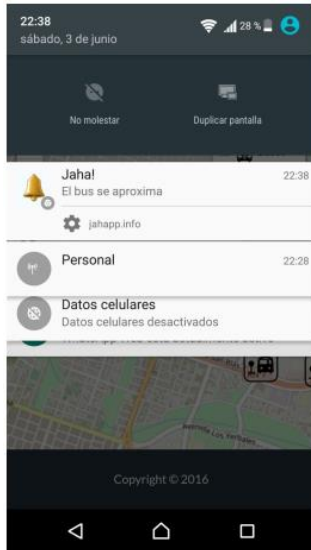 22:38
sábado, 3 de junio
28 %
No molestar
Duplicar pantalla
Jaha!
22:38
El bus se aproxima
jahapp.info
Personal
22:28
Datos celulares
Datos celulares desactivados
Copyright © 2016